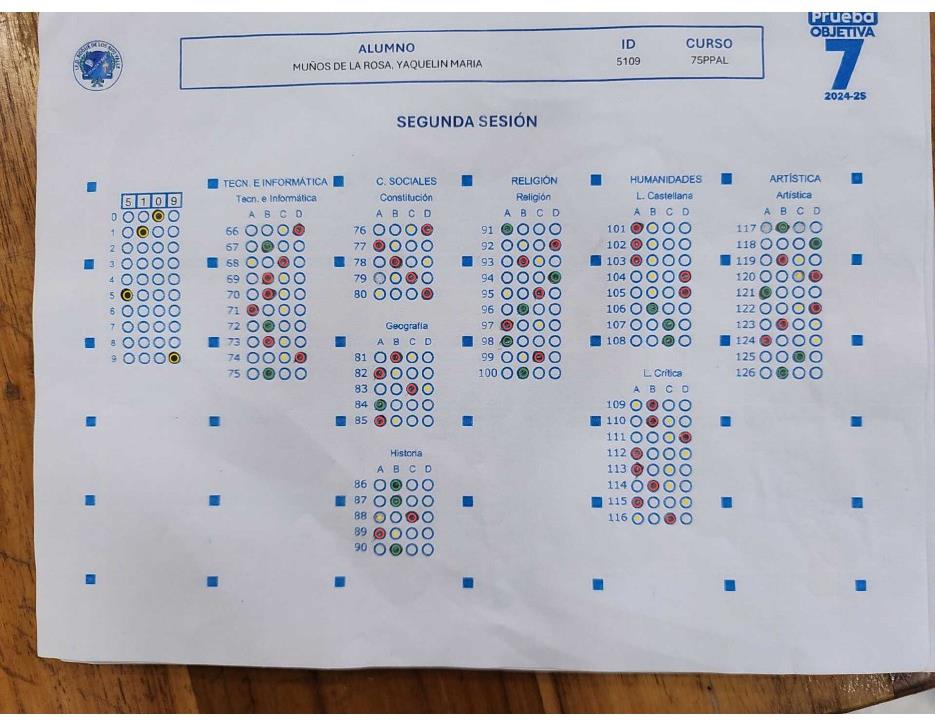 Prueba
OBJETIVA
7
2024-25
ALUMNO
ID
CURSO
MUÑOS DE LA ROSA, YAQUELIN MARIA
5109
75PPAL
SEGUNDA SESIÓN
5 1 0 9
0
1
2
3
4
5
6
7
8
9
TECN. E INFORMÁTICA
Tecn. e Informática
A B C D
66
67
68
69
70
71
72
73
74
75
C. SOCIALES
Constitución
A B C D
76
77
78
79
80
Geografía
81
82
83
84
85
Historia
A B C D
86
87
88
89
90
RELIGIÓN
Religión
A B C D
91
92
93
94
95
96
97
98
99
100
HUMANIDADES
L. Castellana
A B C D
101
102
103
104
105
106
107
108
L. Crítica
A B C D
109
110
111
112
113
114
115
116
ARTÍSTICA
Artística
A B C D
117
118
119
120
121
122
123
124
125
126